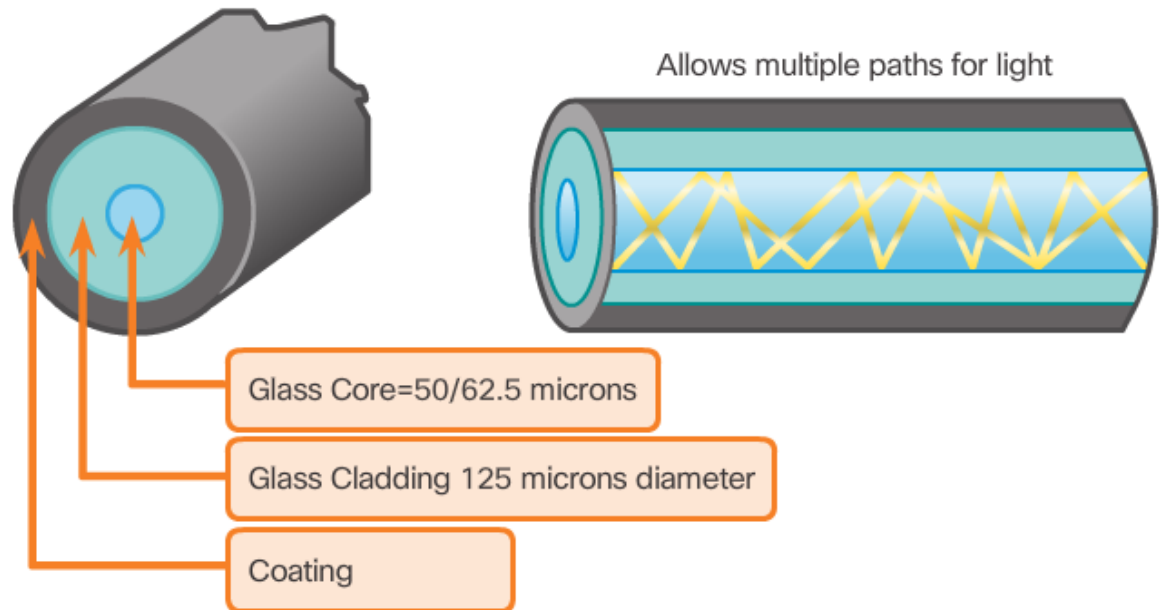 Allows multiple paths for light
Glass Core=50/62.5 microns
Glass Cladding 125 microns diameter
Coating